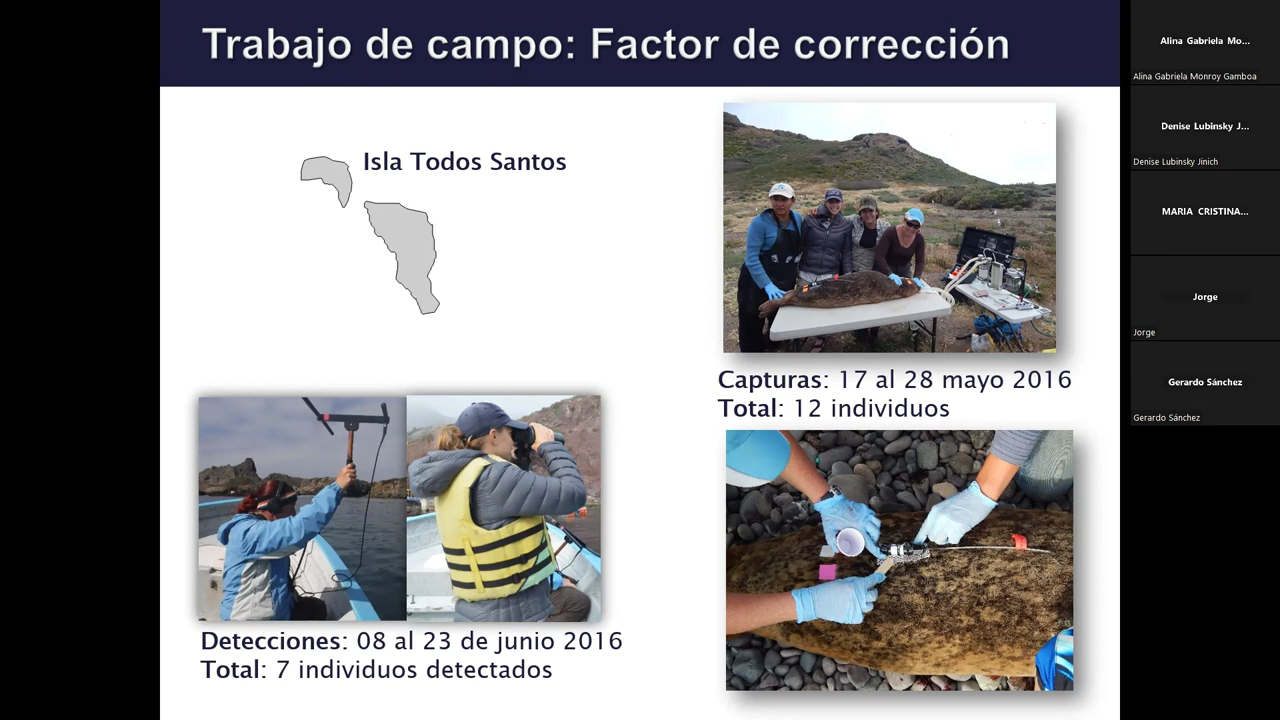 Trabajo de campo: Factor de corrección
Isla Todos Santos
Capturas: 17 al 28 mayo 2016
Total: 12 individuos
Detecciones: 08 al 23 de junio 2016
Total: 7 individuos detectados
Alina Gabriela Mo...
Alina Gabriela Monroy Gamboa
Denise Lubinsky J...
Denise Lubinsky Jinich
MARIA CRISTINA...
Jorge
Jorge
Gerardo Sánchez
Gerardo Sánchez